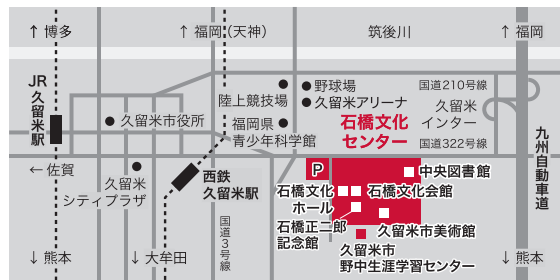 ↑ 博多
↑ 福岡(天神)
筑後川
↑ 福岡
JR
久留米駅
久留米市役所
陸上競技場
野球場
久留米アリーナ
福岡県
青少年科学館
石橋文化
センター
国道210号線
久留米
インター
国道322号線
九州自動車道
← 佐賀
久留米
シティプラザ
西鉄
久留米駅
国道3号線
P
中央図書館
石橋文化
ホール
石橋文化会館
石橋正二郎
記念館
久留米市美術館
久留米市
野中生涯学習センター
↓ 熊本
↓ 大牟田
↓ 熊本